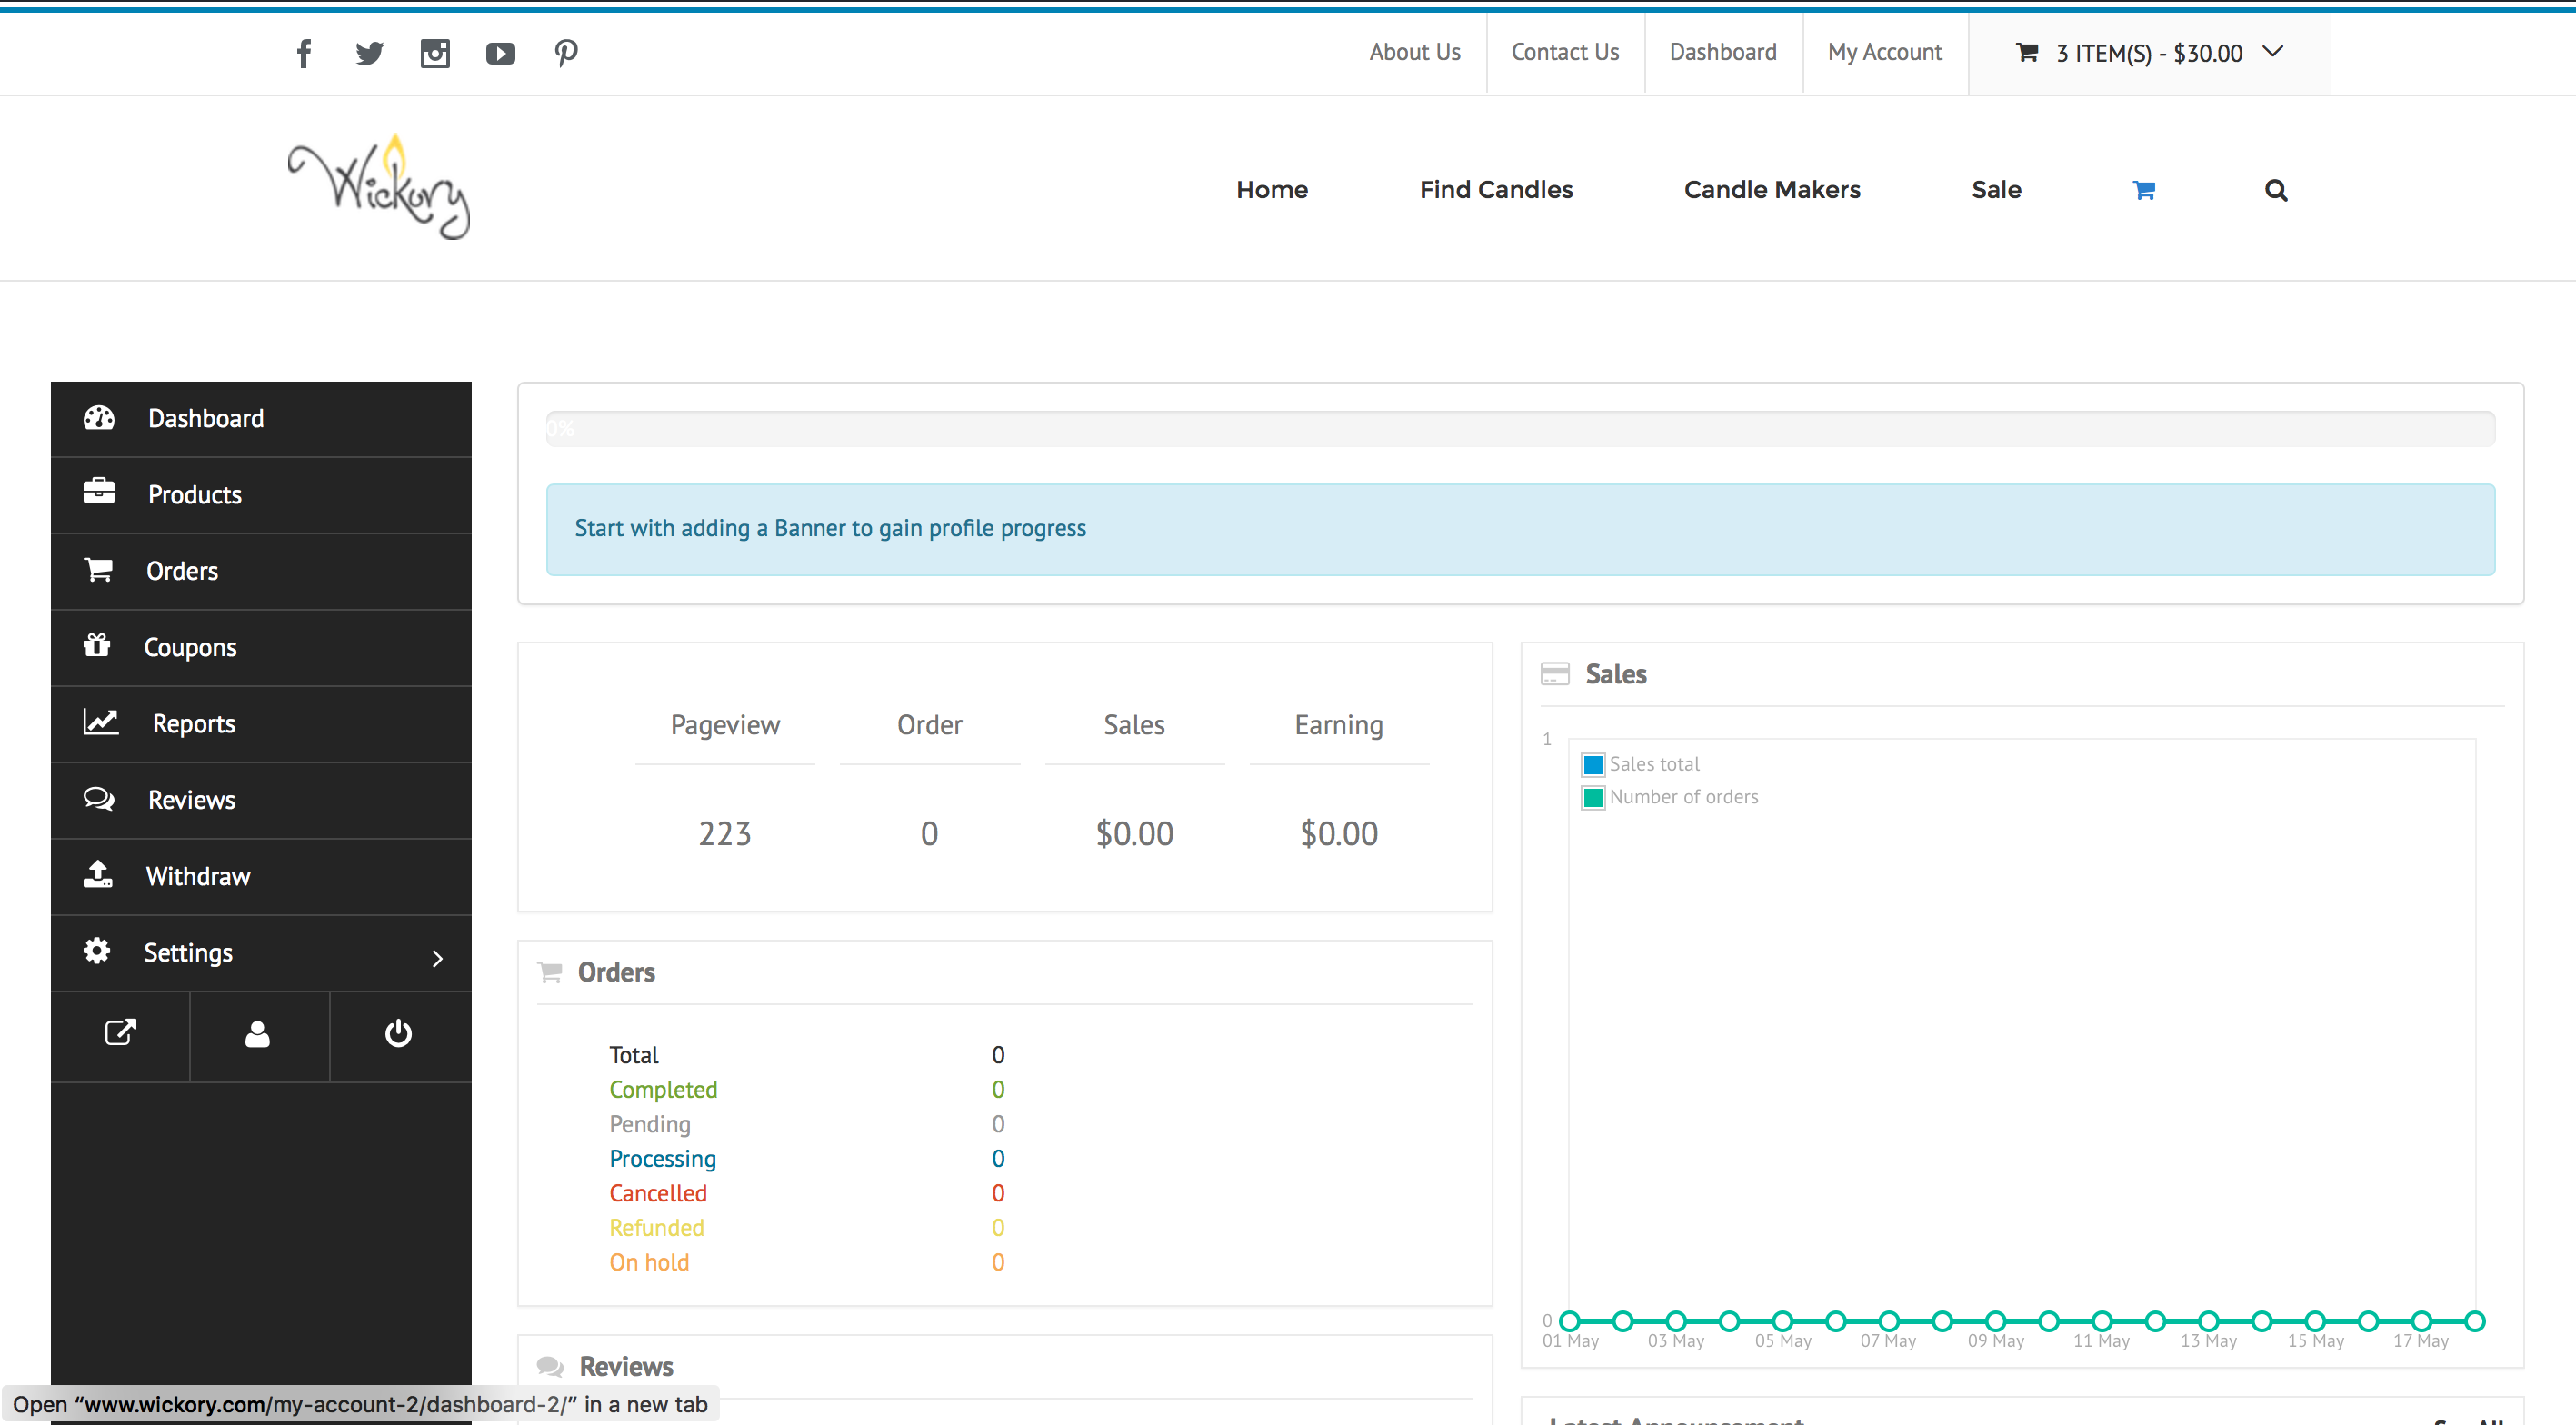 About Us
Contact Us
Dashboard
My Account
3 ITEM(S) - $30.00
Wickory
Home
Find Candles
Candle Makers
Sale
Dashboard
Products
Orders
Coupons
Reports
Reviews
Withdraw
Settings
0%
Start with adding a Banner to gain profile progress
Pageview Order Sales Earning
223 0 $0.00 $0.00
Orders
Total 0
Completed 0
Pending 0
Processing 0
Cancelled 0
Refunded 0
On hold 0
Reviews
Sales
1
Sales total
Number of orders
0
01 May 03 May 05 May 07 May 09 May 11 May 13 May 15 May 17 May
Latest Announcement
See All
Open “www.wickory.com/my-account-2/dashboard-2/” in a new tab